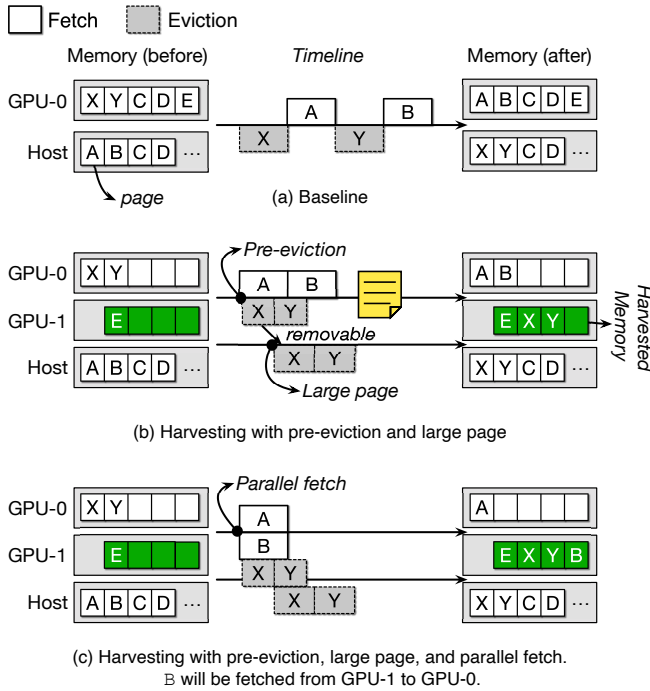 Fetch Eviction
Memory (before) Timeline Memory (after)
GPU-0 X Y C D E A B A B C D E
X Y
Host A B C D ... X Y C D ...
page
(a) Baseline
Pre-eviction
GPU-0 X Y A B A B
GPU-1 E X Y E X Y Harvested Memory
removable
Host A B C D ... X Y X Y C D ...
Large page
(b) Harvesting with pre-eviction and large page
Parallel fetch
GPU-0 X Y A A
GPU-1 E B E X Y B
X Y
Host A B C D ... X Y X Y C D ...
(c) Harvesting with pre-eviction, large page, and parallel fetch.
B will be fetched from GPU-1 to GPU-0.